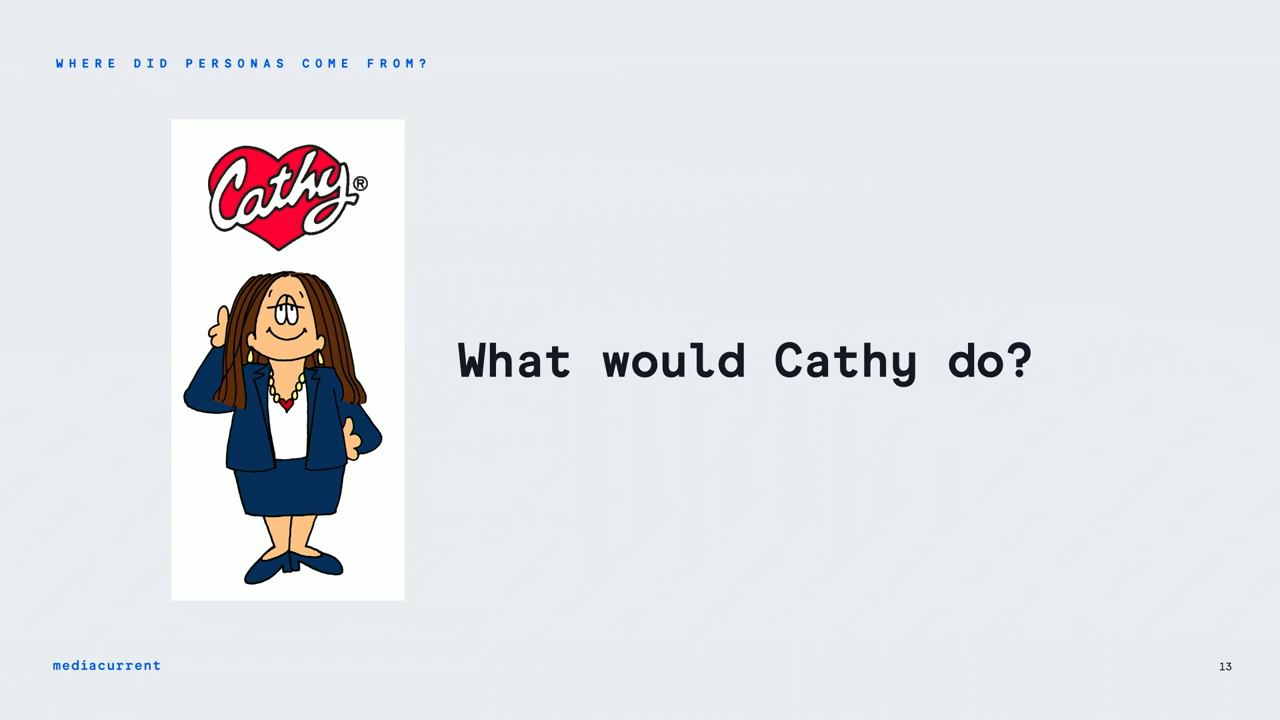 WHERE DID PERSONAS COME FROM?
Cathy®
What would Cathy do?
mediacurrent
13